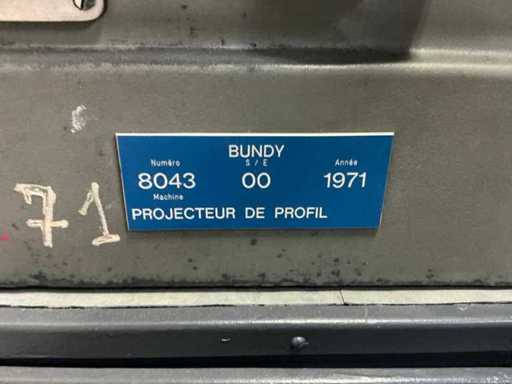 BUNDY
Numéro S / E Année
8043 00 1971
Machine
PROJECTEUR DE PROFIL
71